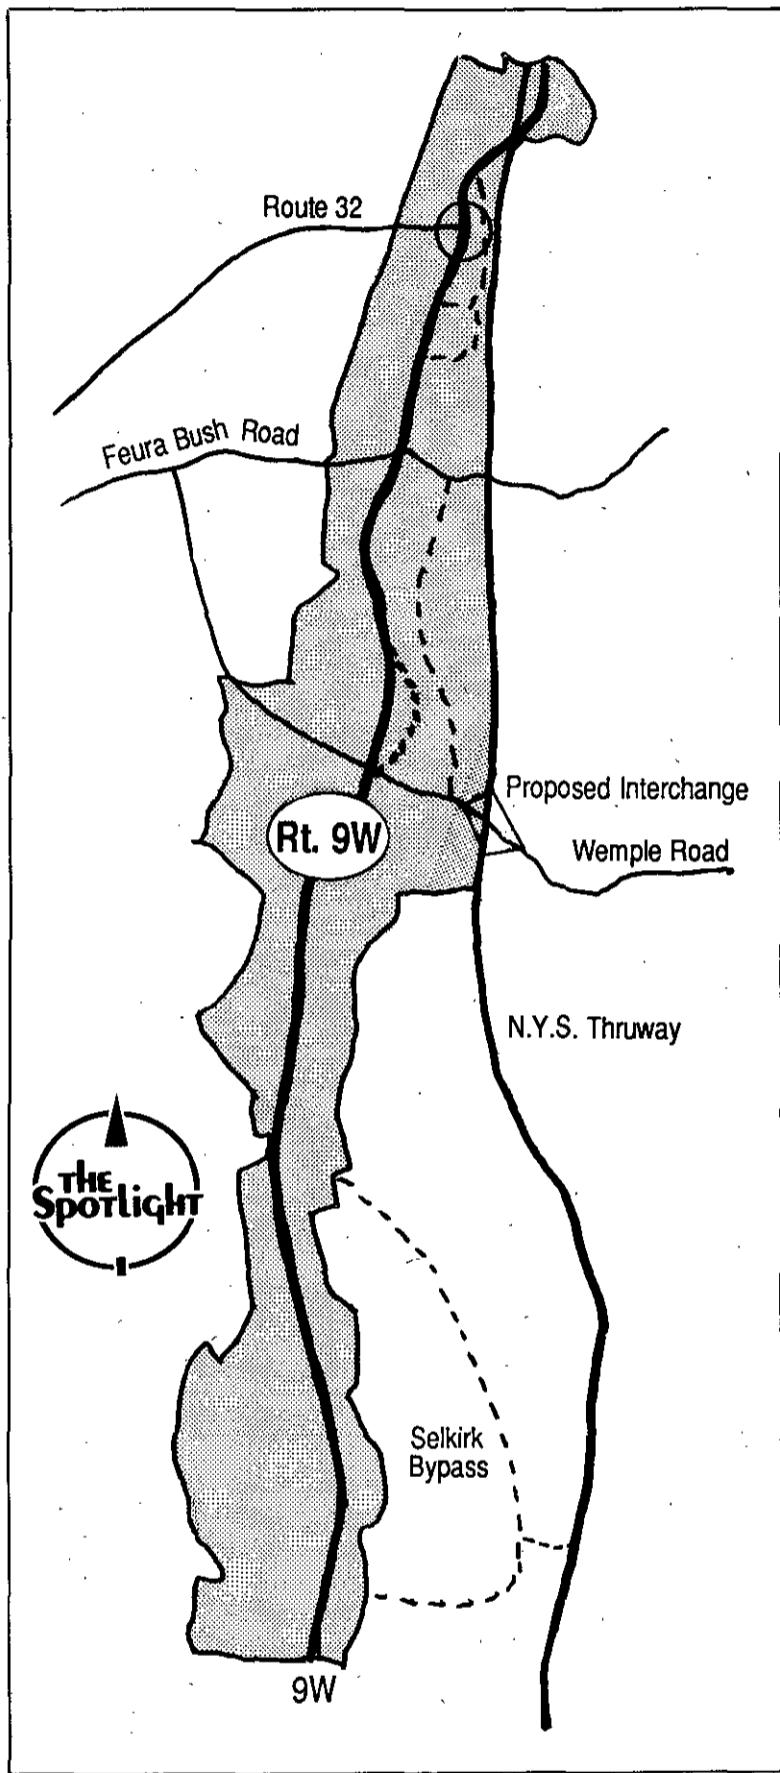 Route 32
Feura Bush Road
Proposed Interchange
Rt. 9W
Wemple Road
N.Y.S. Thruway
THE
Spotlight
Selkirk
Bypass
9W